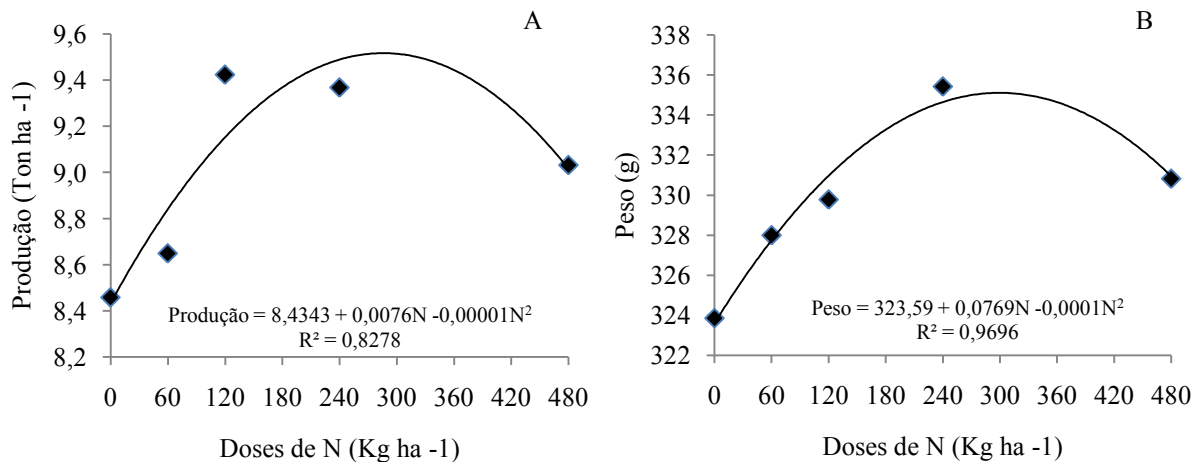 A
9,6
9,4
9,2
9,0
8,8
8,6
8,4
8,2
Produção (Ton ha -1)
Produção = 8,4343 + 0,0076N -0,00001N²
R² = 0,8278
0 60 120 180 240 300 360 420 480
Doses de N (Kg ha -1)
B
338
336
334
332
330
328
326
324
322
Peso (g)
Peso = 323,59 + 0,0769N -0,0001N²
R² = 0,9696
0 60 120 180 240 300 360 420 480
Doses de N (Kg ha -1)